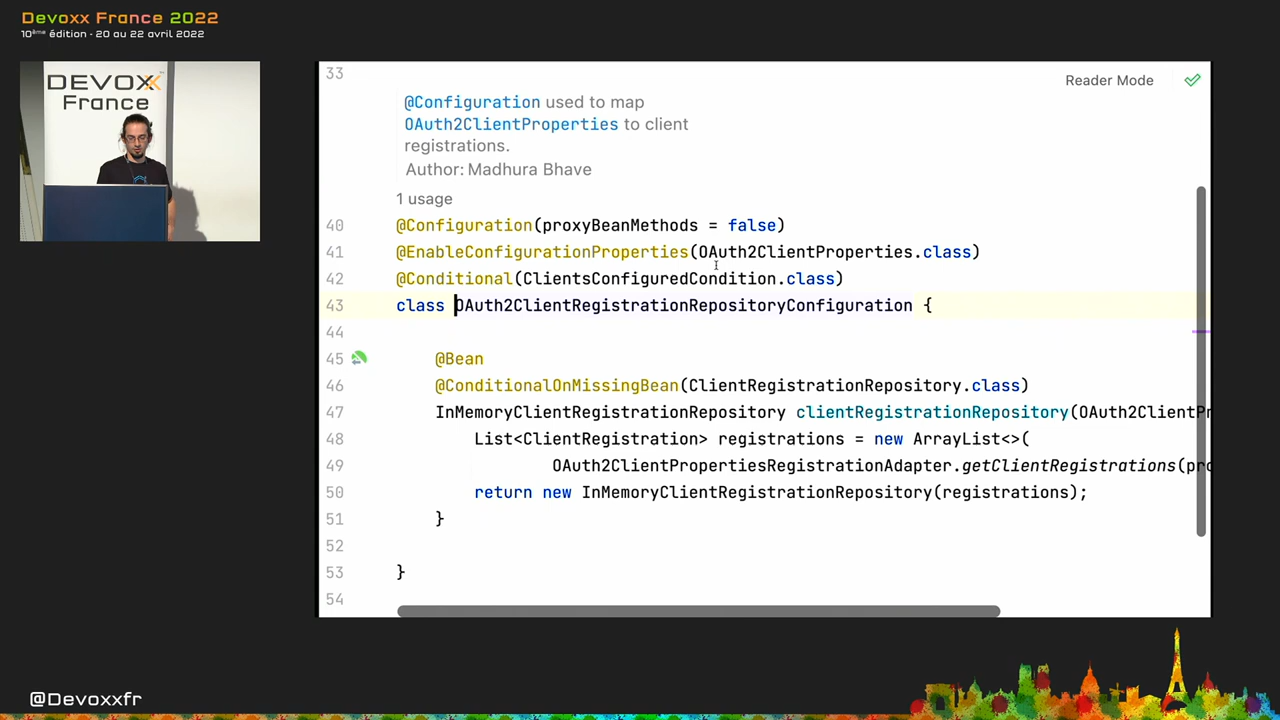 Devoxx France 2022
10ème édition - 20 au 22 avril 2022
DEVOXX
France
33
Reader Mode
@Configuration used to map
OAuth2ClientProperties to client
registrations.
Author: Madhura Bhave
1 usage
40 @Configuration(proxyBeanMethods = false)
41 @EnableConfigurationProperties(OAuth2ClientProperties.class)
42 @Conditional(ClientsConfiguredCondition.class)
43 class OAuth2ClientRegistrationRepositoryConfiguration {
44
45 @Bean
46 @ConditionalOnMissingBean(ClientRegistrationRepository.class)
47 InMemoryClientRegistrationRepository clientRegistrationRepository(OAuth2ClientPr
48 List<ClientRegistration> registrations = new ArrayList<>(
49 OAuth2ClientPropertiesRegistrationAdapter.getClientRegistrations(pro
50 return new InMemoryClientRegistrationRepository(registrations);
51 }
52
53 }
54
@Devoxxfr